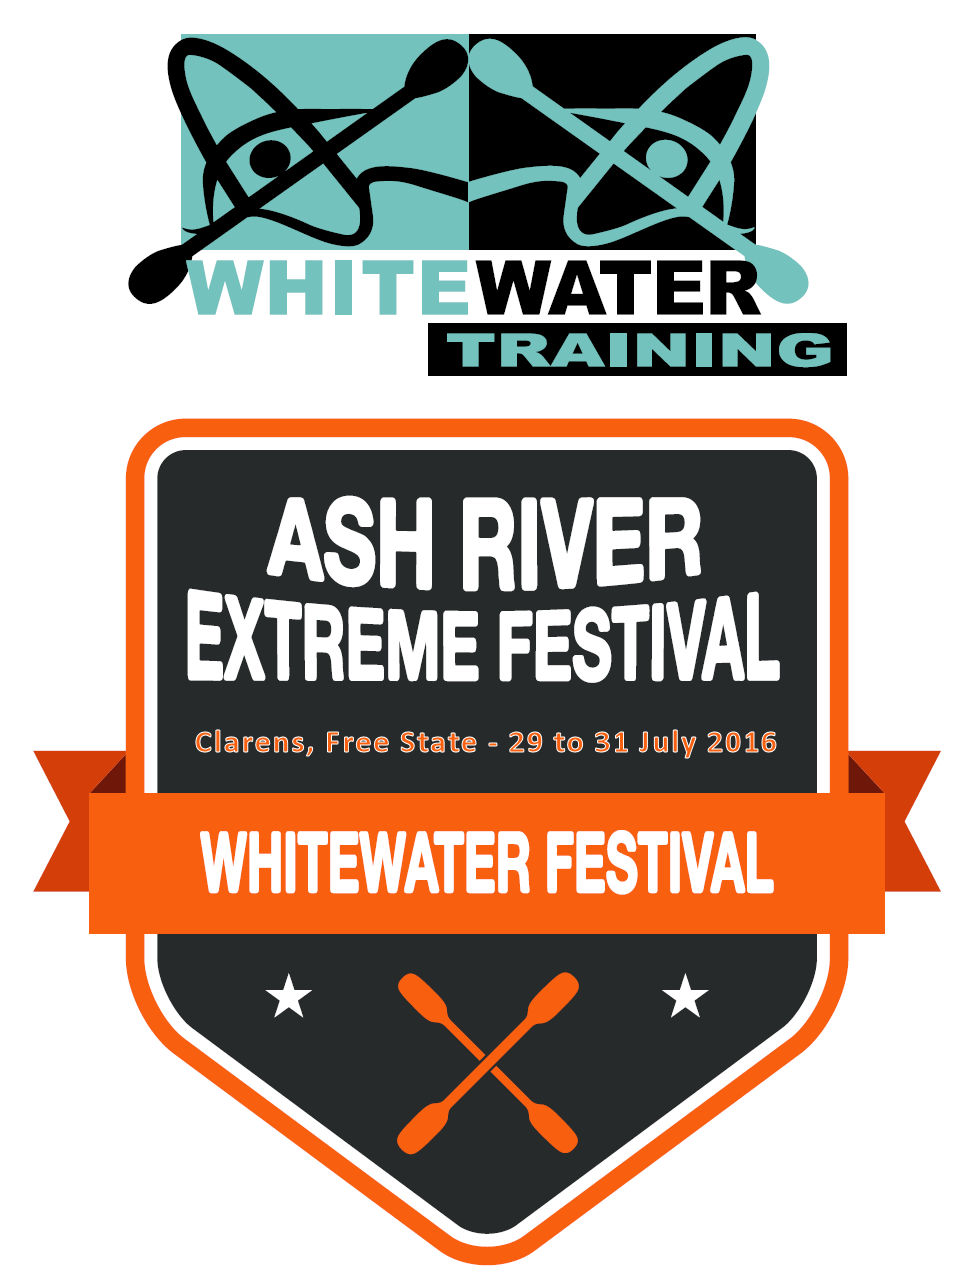 WHITEWATER
TRAINING
ASH RIVER
EXTREME FESTIVAL
Clarens, Free State - 29 to 31 July 2016
WHITEWATER FESTIVAL